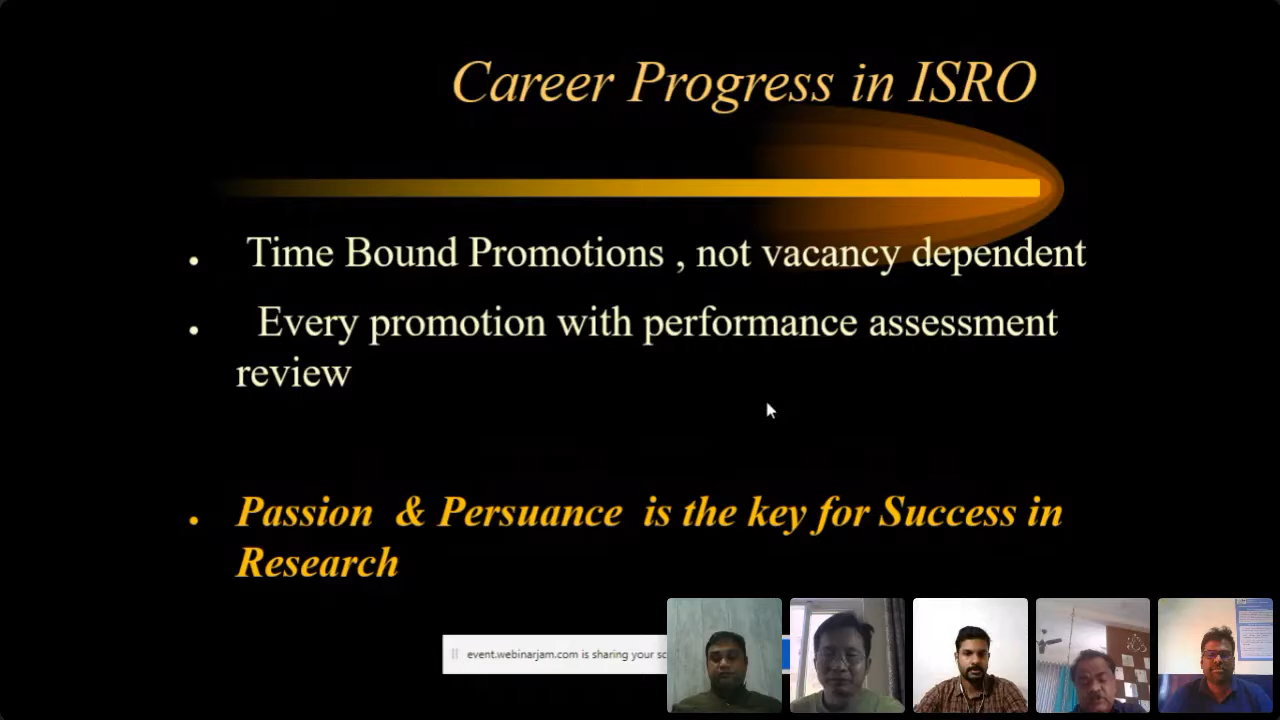 Career Progress in ISRO
• Time Bound Promotions , not vacancy dependent
• Every promotion with performance assessment
review
• Passion & Persuance is the key for Success in
Research
event.webinarjam.com is sharing your